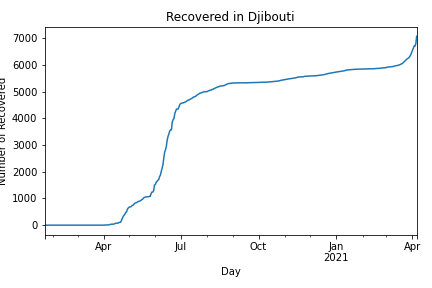 Recovered in Djibouti
Number of Recovered
7000
6000
5000
4000
3000
2000
1000
0
Apr
Jul
Oct
Jan
2021
Apr
Day